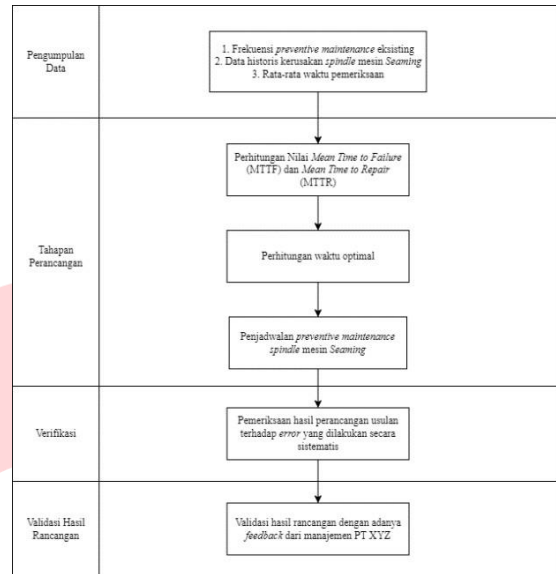 Pengumpulan
Data
1. Frekuensi preventive maintenance eksisting
2. Data historis kerusakan spindle mesin Seaming
3. Rata-rata waktu pemeriksaan
Tahapan
Perancangan
Perhitungan Nilai Mean Time to Failure
(MTTF) dan Mean Time to Repair
(MTTR)
Perhitungan waktu optimal
Penjadwalan preventive maintenance
spindle mesin Seaming
Verifikasi
Pemeriksaan hasil perancangan usulan
terhadap error yang dilakukan secara
sistematis
Validasi Hasil
Rancangan
Validasi hasil rancangan dengan adanya
feedback dari manajemen PT XYZ